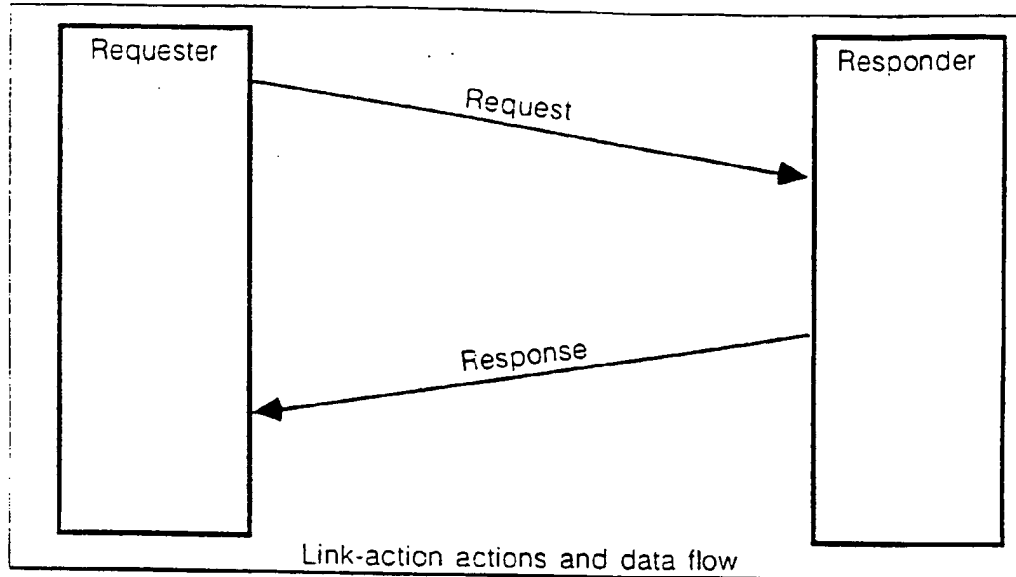 Requester
Responder
Request
Response
Link-action actions and data flow